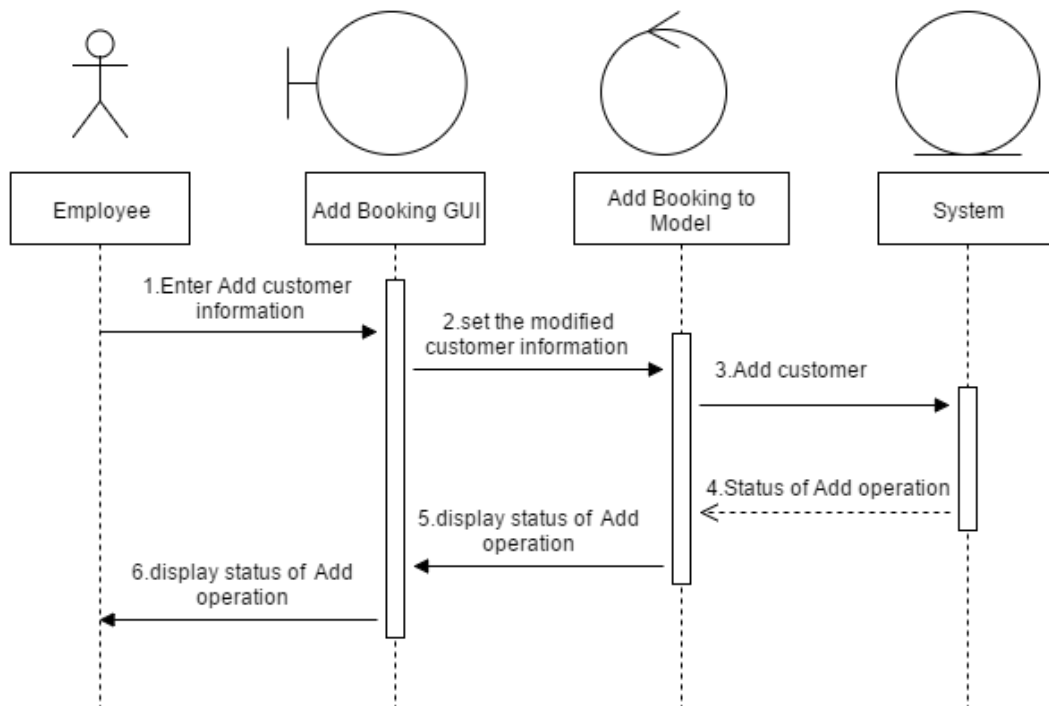 Employee
Add Booking GUI
Add Booking to
Model
System
1.Enter Add customer
information
2.set the modified
customer information
3.Add customer
4.Status of Add operation
5.display status of Add
operation
6.display status of Add
operation